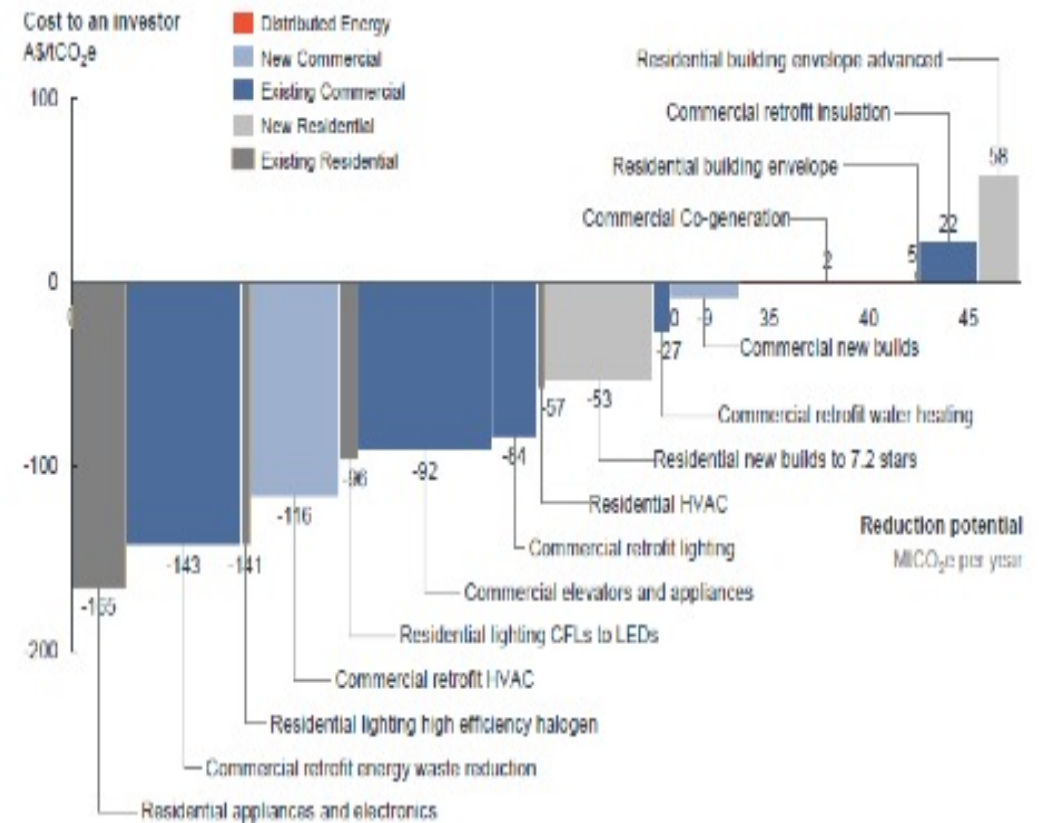 Cost to an investor
A$/tCO₂e
Distributed Energy
New Commercial
Existing Commercial
New Residential
Existing Residential
Residential building envelope advanced
Commercial retrofit insulation
Residential building envelope
Commercial Co-generation
100
0
-100
-200
58
22
5
2
35
40
45
0
-9
-27
Commercial new builds
-57
-53
Commercial retrofit water heating
-84
-92
-96
Residential new builds to 7.2 stars
-116
Residential HVAC
Commercial retrofit lighting
Reduction potential
MtCO₂e per year
-143
-141
Commercial elevators and appliances
Residential lighting CFLs to LEDs
Commercial retrofit HVAC
Residential lighting high efficiency halogen
Commercial retrofit energy waste reduction
Residential appliances and electronics